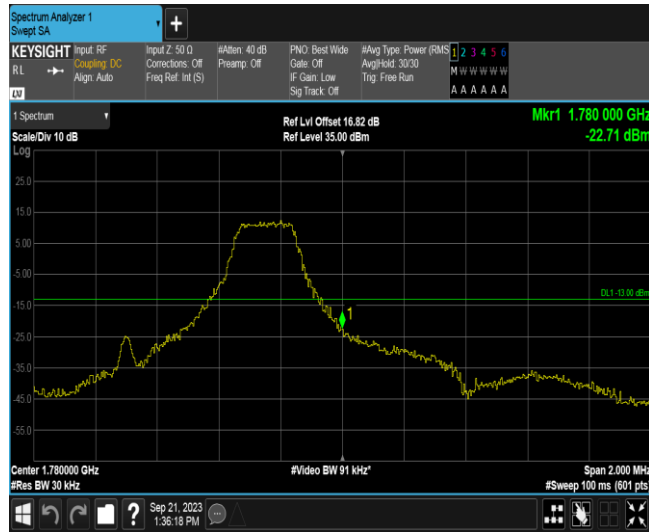 Spectrum Analyzer 1
Swept SA
+
KEYSIGHT
RL
LXI
Input: RF
Coupling: DC
Align: Auto
Input Z: 50 Ω
Corrections: Off
Freq Ref: Int (S)
#Atten: 40 dB
Preamp: Off
PNO: Best Wide
Gate: Off
IF Gain: Low
Sig Track: Off
#Avg Type: Power (RMS
Avg|Hold: 30/30
Trig: Free Run
1 2 3 4 5 6
M W W W W W
A A A A A A
1 Spectrum
Scale/Div 10 dB
Log
Ref Lvl Offset 16.82 dB
Ref Level 35.00 dBm
Mkr1 1.780 000 GHz
-22.71 dBm
25.0
15.0
5.00
-5.00
-15.0
-25.0
-35.0
-45.0
-55.0
DL1 -13.00 dBm
1
Center 1.780000 GHz
#Res BW 30 kHz
#Video BW 91 kHz*
Span 2.000 MHz
#Sweep 100 ms (601 pts)
?
Sep 21, 2023
1:36:18 PM